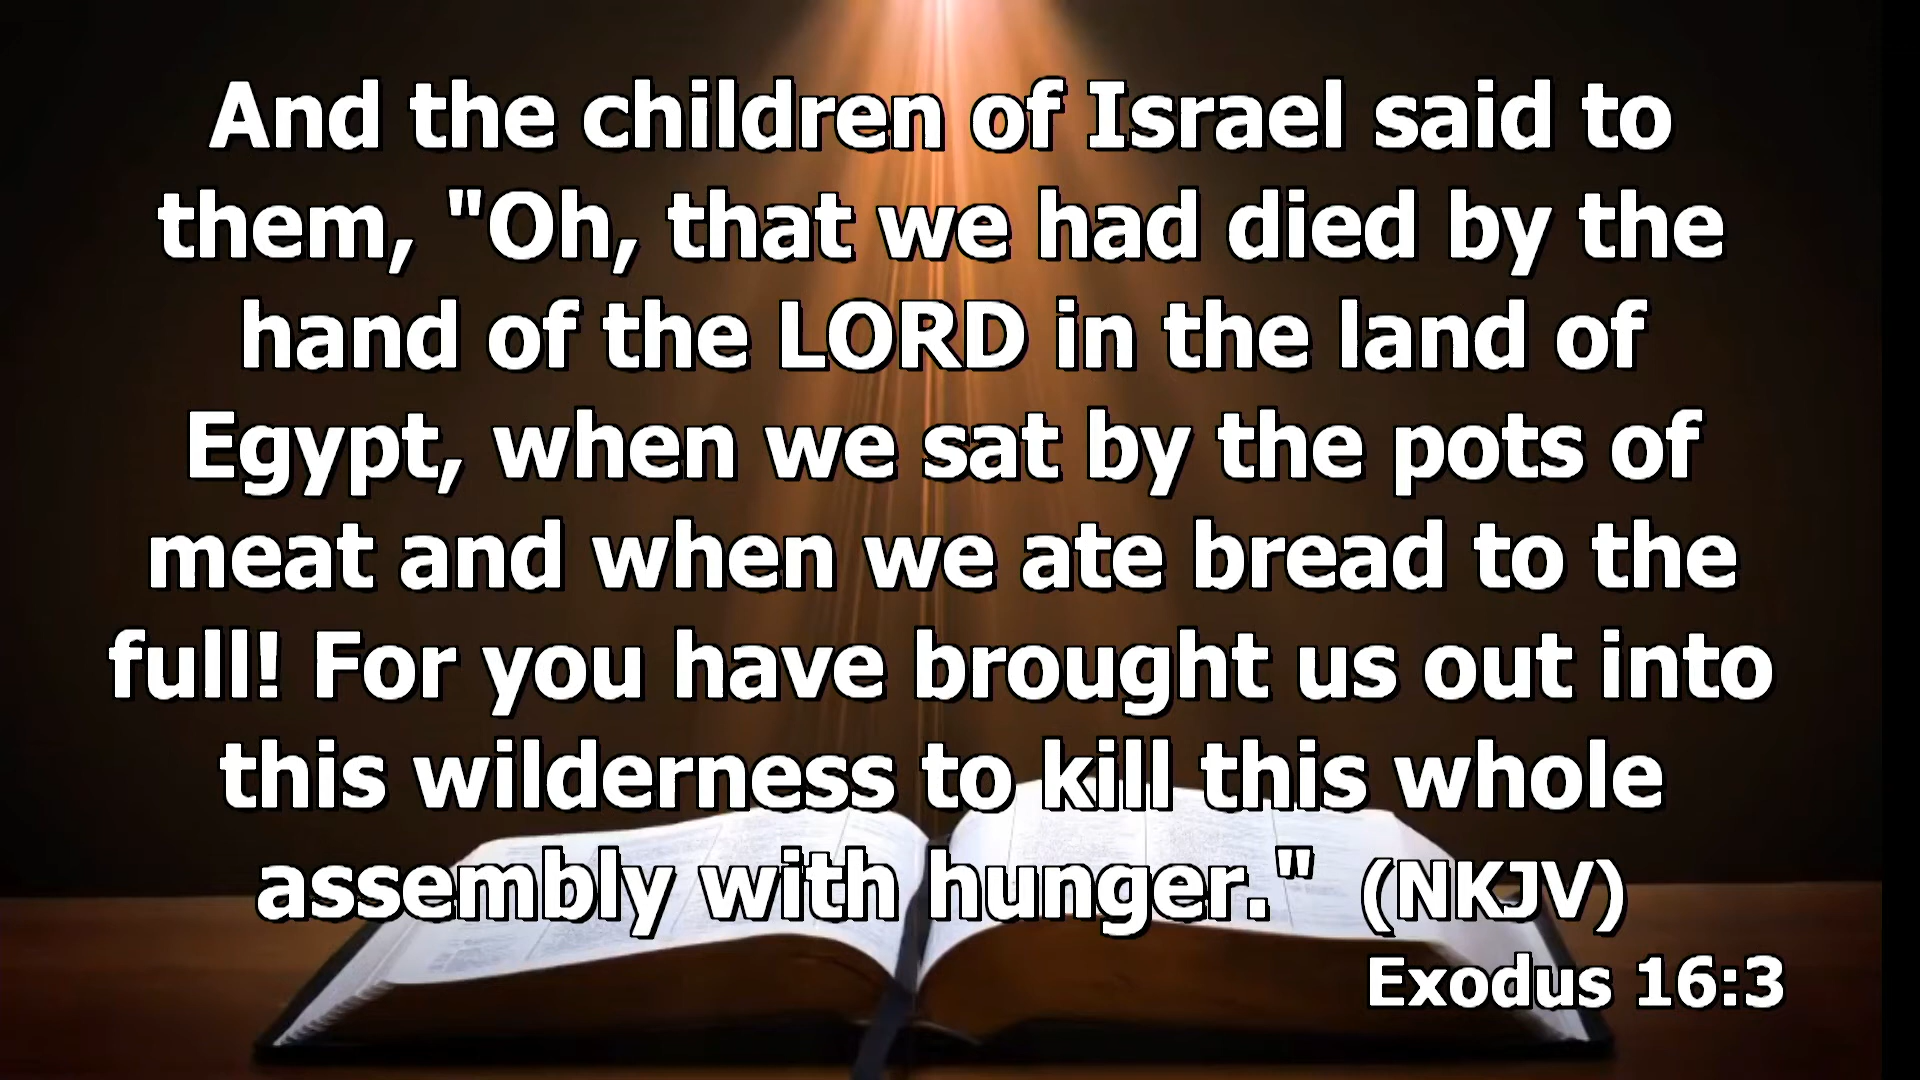 And the children of Israel said to
them, "Oh, that we had died by the
hand of the LORD in the land of
Egypt, when we sat by the pots of
meat and when we ate bread to the
full! For you have brought us out into
this wilderness to kill this whole
assembly with hunger." (NKJV)
Exodus 16:3